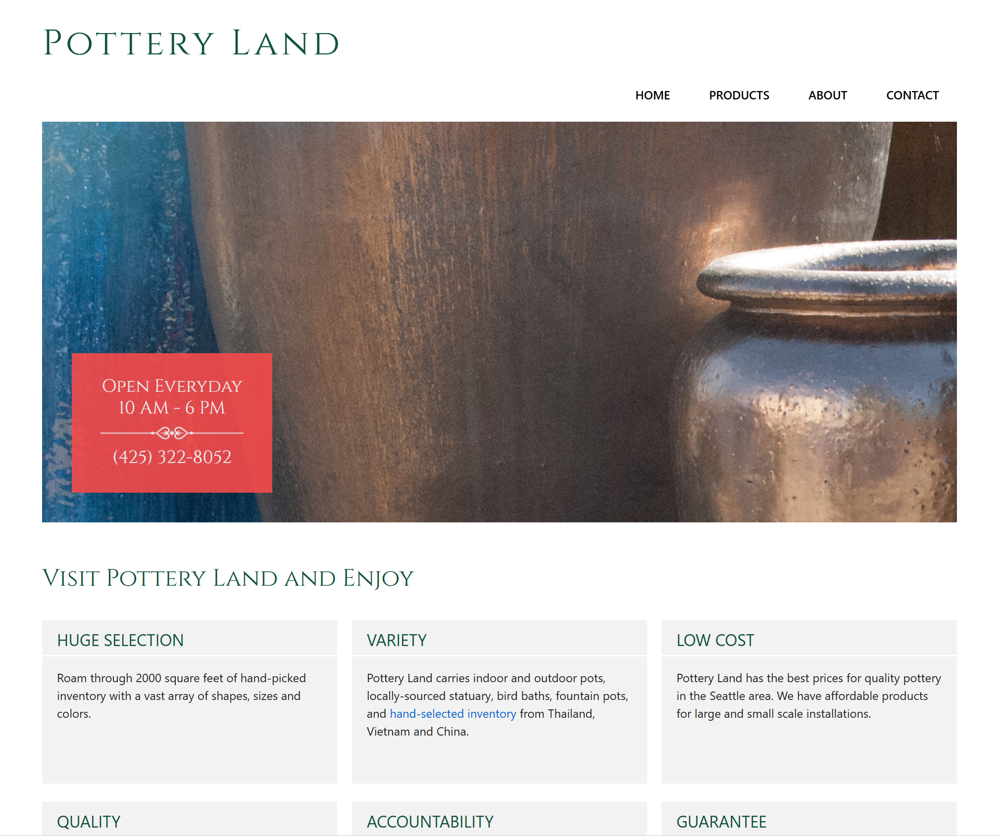 Pottery Land
HOME PRODUCTS ABOUT CONTACT
Open Everyday
10 AM - 6 PM
(425) 322-8052
Visit Pottery Land and Enjoy
HUGE SELECTION
Roam through 2000 square feet of hand-picked
inventory with a vast array of shapes, sizes and
colors.
VARIETY
Pottery Land carries indoor and outdoor pots,
locally-sourced statuary, bird baths, fountain pots,
and hand-selected inventory from Thailand,
Vietnam and China.
LOW COST
Pottery Land has the best prices for quality pottery
in the Seattle area. We have affordable products
for large and small scale installations.
QUALITY
ACCOUNTABILITY
GUARANTEE